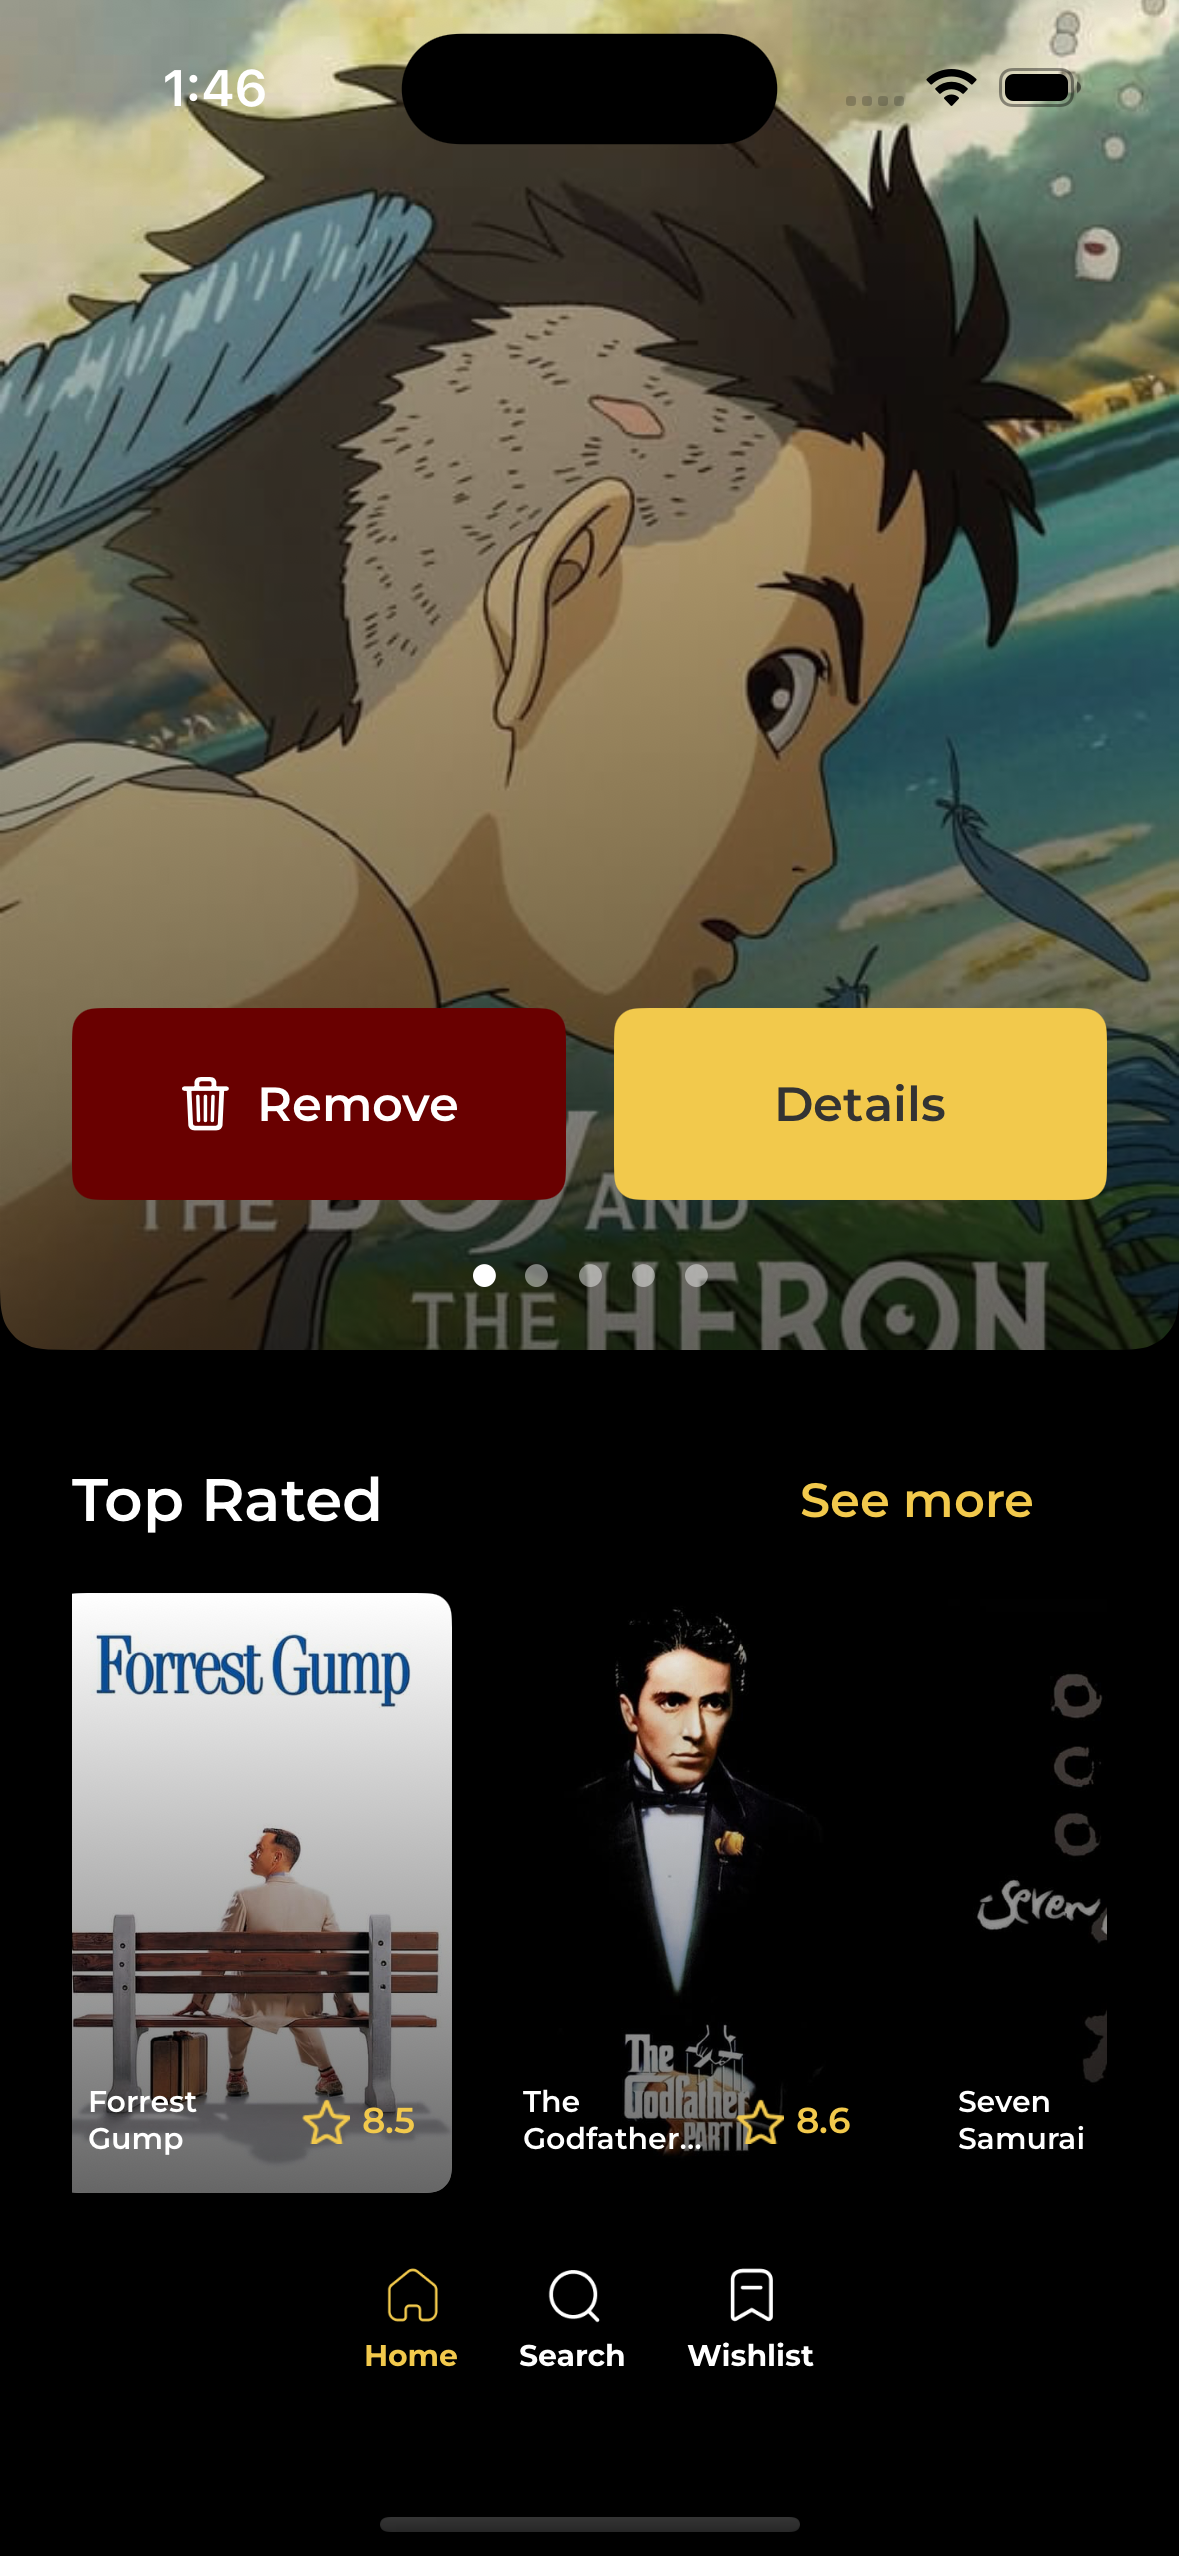 1:46
Remove
Details
THE BOY AND
THE HERON
Top Rated
See more
Forrest Gump
Forrest
Gump
8.5
The
Godfather
PART II
The
Godfather...
8.6
Seven
Seven
Samurai
Home
Search
Wishlist